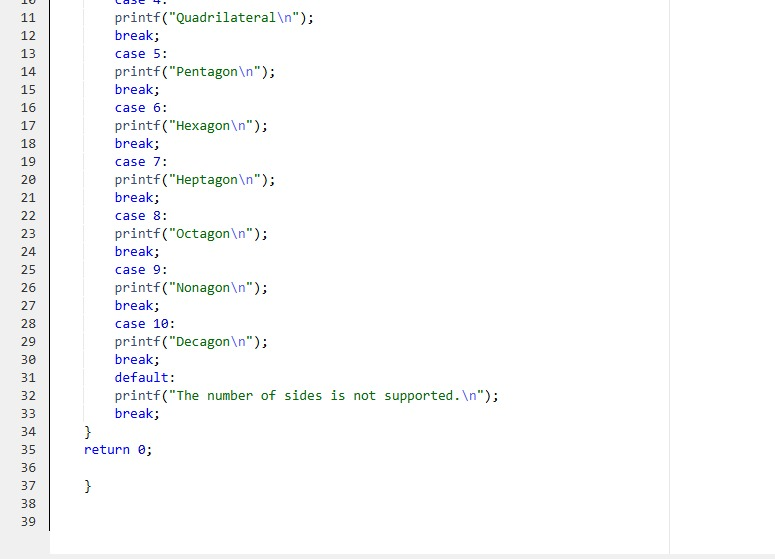 10 case 4:
11 printf("Quadrilateral\n");
12 break;
13 case 5:
14 printf("Pentagon\n");
15 break;
16 case 6:
17 printf("Hexagon\n");
18 break;
19 case 7:
20 printf("Heptagon\n");
21 break;
22 case 8:
23 printf("Octagon\n");
24 break;
25 case 9:
26 printf("Nonagon\n");
27 break;
28 case 10:
29 printf("Decagon\n");
30 break;
31 default:
32 printf("The number of sides is not supported.\n");
33 break;
34 }
35 return 0;
36
37 }
38
39